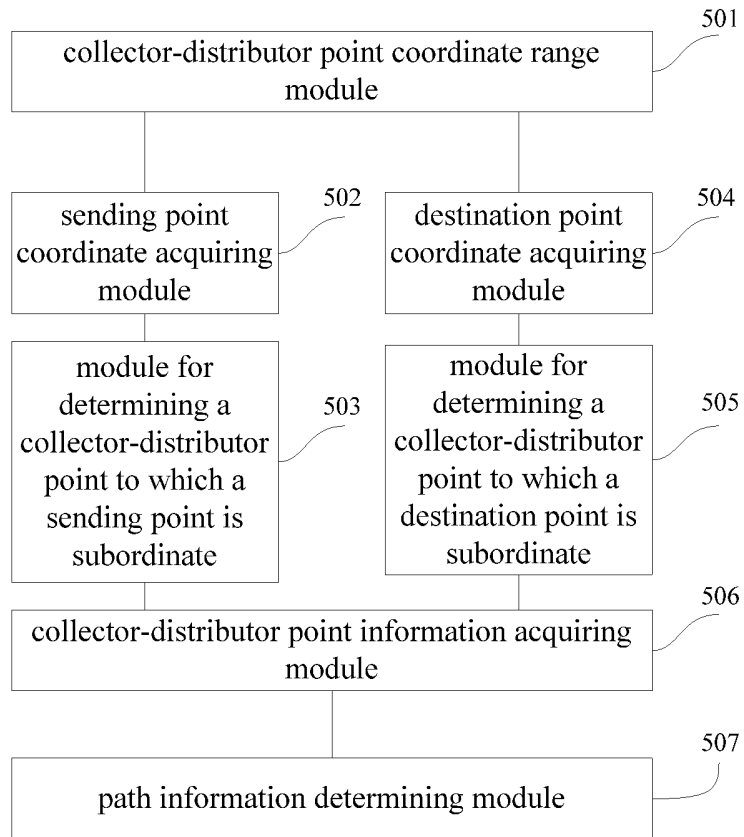 501
collector-distributor point coordinate range
module
502
sending point
coordinate acquiring
module
504
destination point
coordinate acquiring
module
503
module for
determining a
collector-distributor
point to which a
sending point is
subordinate
505
module for
determining a
collector-distributor
point to which a
destination point is
subordinate
506
collector-distributor point information acquiring
module
507
path information determining module